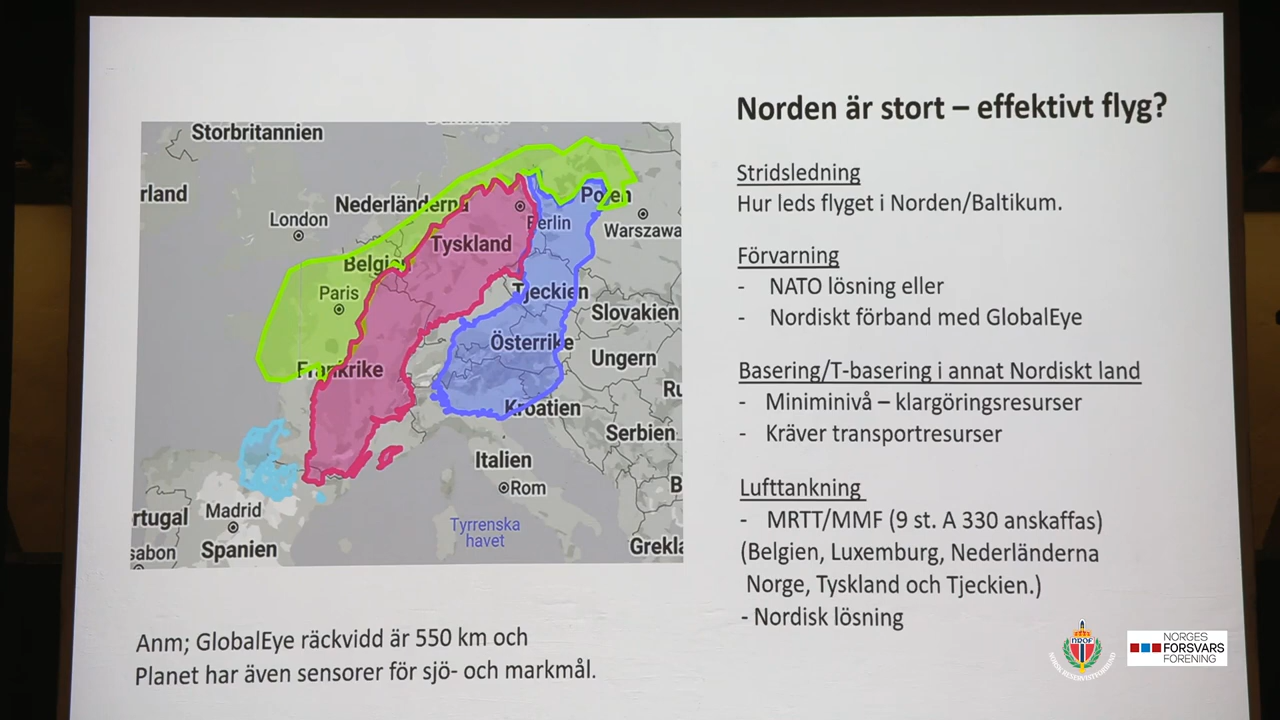 Norden är stort – effektivt flyg?
Stridsledning
Hur leds flyget i Norden/Baltikum.
Förvarning
- NATO lösning eller
- Nordiskt förband med GlobalEye
Basering/T-basering i annat Nordiskt land
- Miniminivå – klargöringsresurser
- Kräver transportresurser
Lufttankning
- MRTT/MMF (9 st. A 330 anskaffas)
(Belgien, Luxemburg, Nederländerna
Norge, Tyskland och Tjeckien.)
- Nordisk lösning
Storbritannien
rland
London
Nederländerna
Polen
Berlin
Warszawa
Tyskland
Belgien
Paris
Tjeckien
Slovakien
Österrike
Ungern
Frankrike
Ru
Kroatien
Serbien
Italien
Rom
B
Madrid
rtugal
Tyrrenska
havet
sabon
Spanien
Grekla
Anm; GlobalEye räckvidd är 550 km och
Planet har även sensorer för sjö- och markmål.
NROF
NORSK RESERVISTFORBUND
NORGES
FORSVARS
FORENING